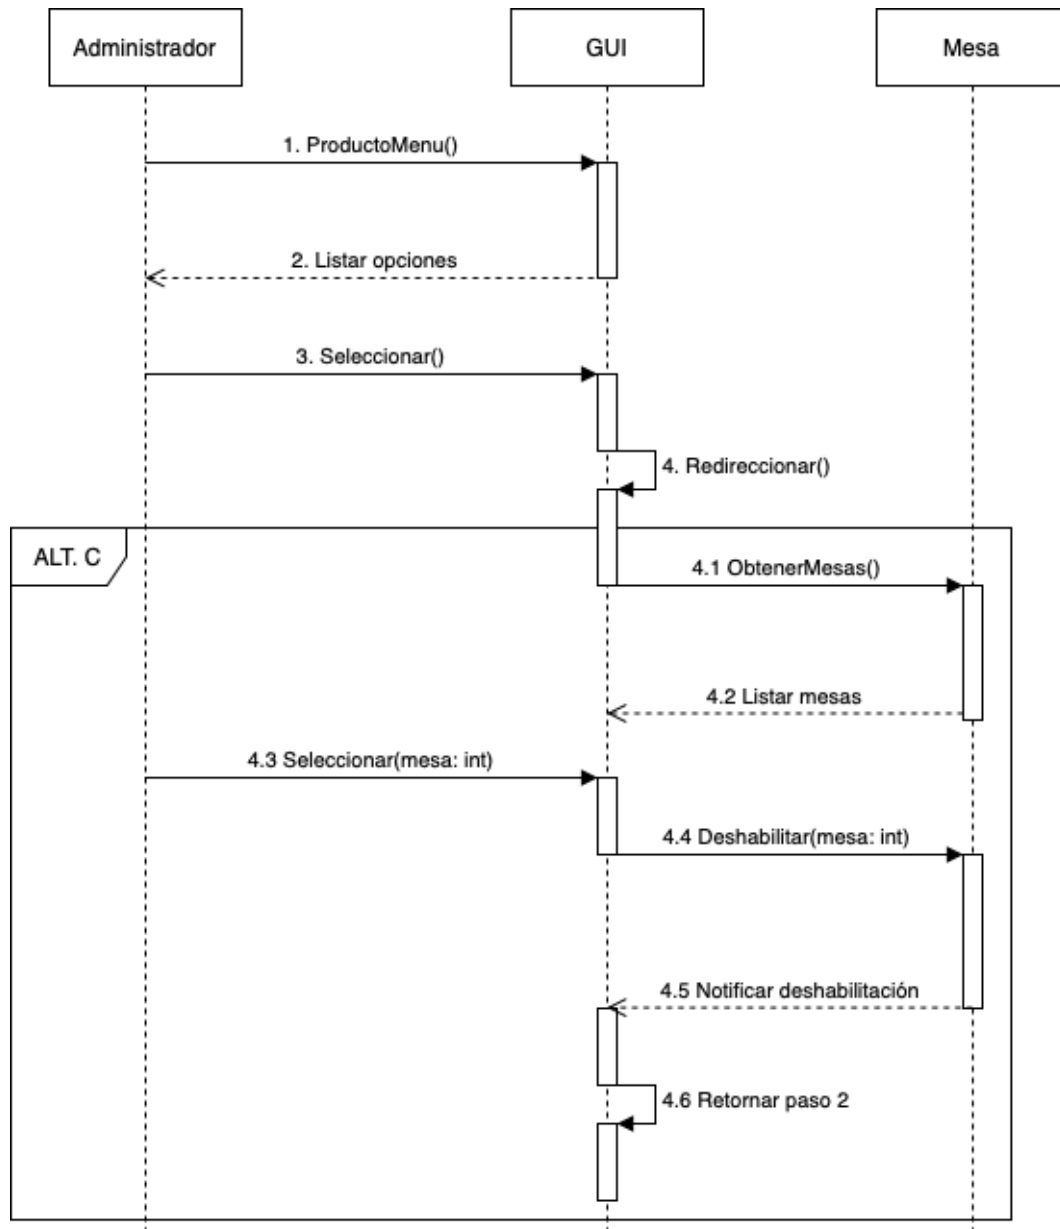 Administrador
GUI
Mesa
1. ProductoMenu()
2. Listar opciones
3. Seleccionar()
4. Redireccionar()
ALT. C
4.1 ObtenerMesas()
4.2 Listar mesas
4.3 Seleccionar(mesa: int)
4.4 Deshabilitar(mesa: int)
4.5 Notificar deshabilitación
4.6 Retornar paso 2